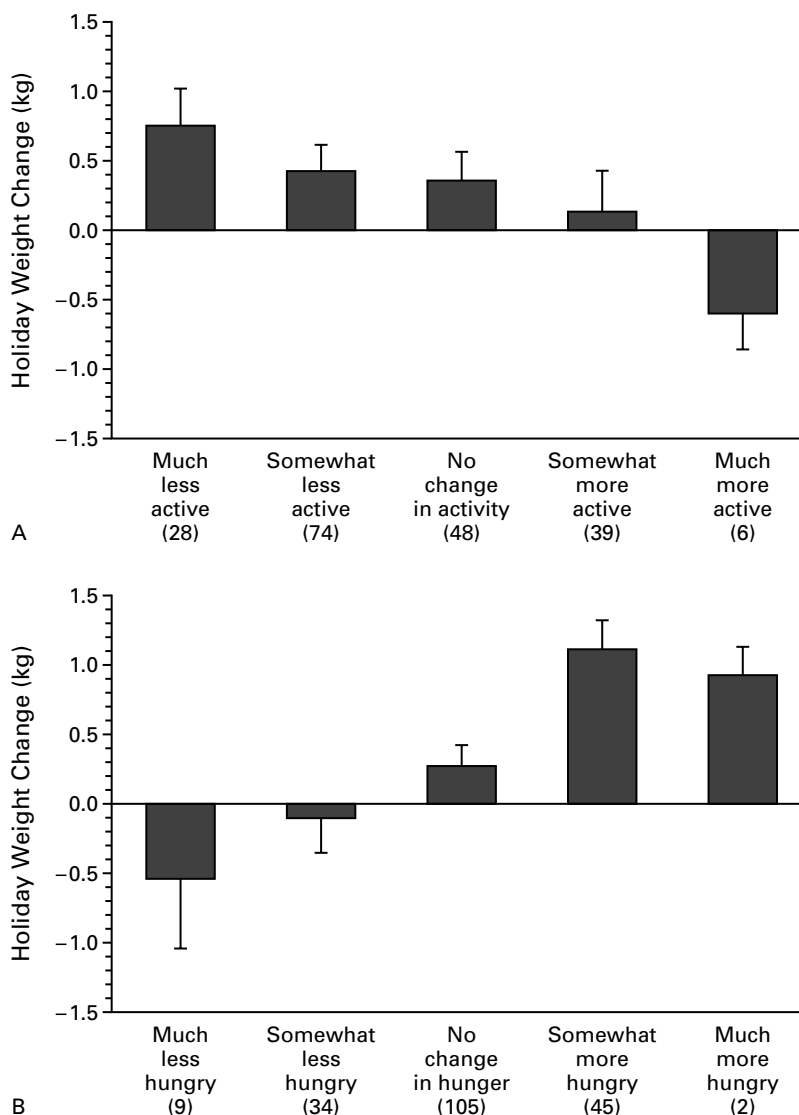 Holiday Weight Change (kg)
1.5
1.0
0.5
0.0
−0.5
−1.0
−1.5
Much
less
active
(28)
Somewhat
less
active
(74)
No
change
in activity
(48)
Somewhat
more
active
(39)
Much
more
active
(6)
A
Holiday Weight Change (kg)
1.5
1.0
0.5
0.0
−0.5
−1.0
−1.5
Much
less
hungry
(9)
Somewhat
less
hungry
(34)
No
change
in hunger
(105)
Somewhat
more
hungry
(45)
Much
more
hungry
(2)
B